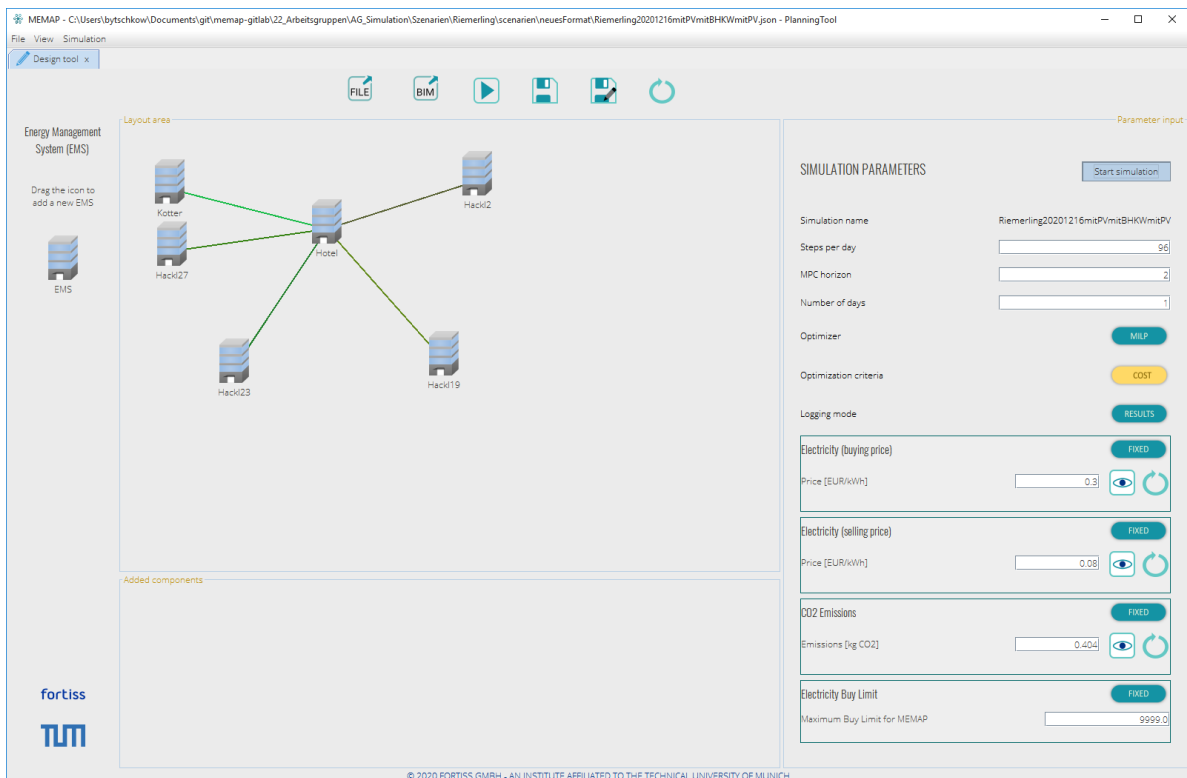 MEMAP - C:\Users\bytschkow\Documents\git\memap-gitlab\22_Arbeitsgruppen\AG_Simulation\Szenarien\Riemerling\scenarien\neuesFormat\Riemerling20201216mitPVmitBHKWmitPV.json - PlanningTool
File View Simulation
Design tool x
FILE
BIM
Energy Management
System (EMS)
Drag the icon to
add a new EMS
EMS
fortiss
TUM
Layout area
Kotter
Hackl2
Hotel
Hackl27
Hackl23
Hackl19
Added components
Parameter input
SIMULATION PARAMETERS
Start simulation
Simulation name Riemerling20201216mitPVmitBHKWmitPV
Steps per day 96
MPC horizon 2
Number of days 1
Optimizer MILP
Optimization criteria COST
Logging mode RESULTS
Electricity (buying price) FIXED
Price [EUR/kWh] 0.3
Electricity (selling price) FIXED
Price [EUR/kWh] 0.08
CO2 Emissions FIXED
Emissions [kg CO2] 0.404
Electricity Buy Limit FIXED
Maximum Buy Limit for MEMAP 9999.0
© 2020 FORTISS GMBH - AN INSTITUTE AFFILIATED TO THE TECHNICAL UNIVERSITY OF MUNICH